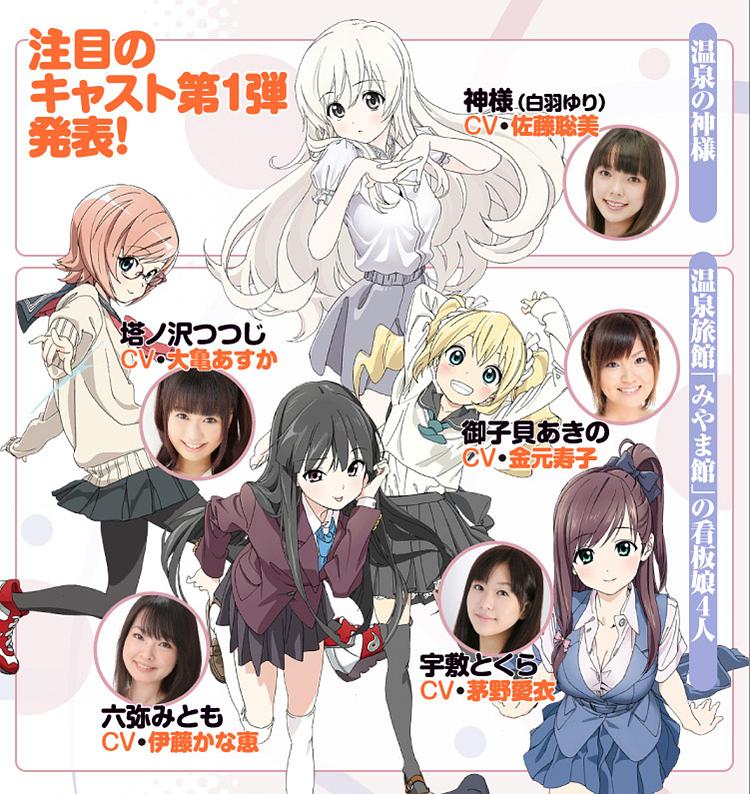 注目の
キャスト第1弾
発表!
神様(白羽ゆり)
CV・佐藤聡美
温泉の神様
塔ノ沢つつじ
CV・大亀あすか
御子貝あきの
CV・金元寿子
温泉旅館「みやま館」の看板娘4人
宇敷とくら
CV・茅野愛衣
六弥みとも
CV・伊藤かな恵